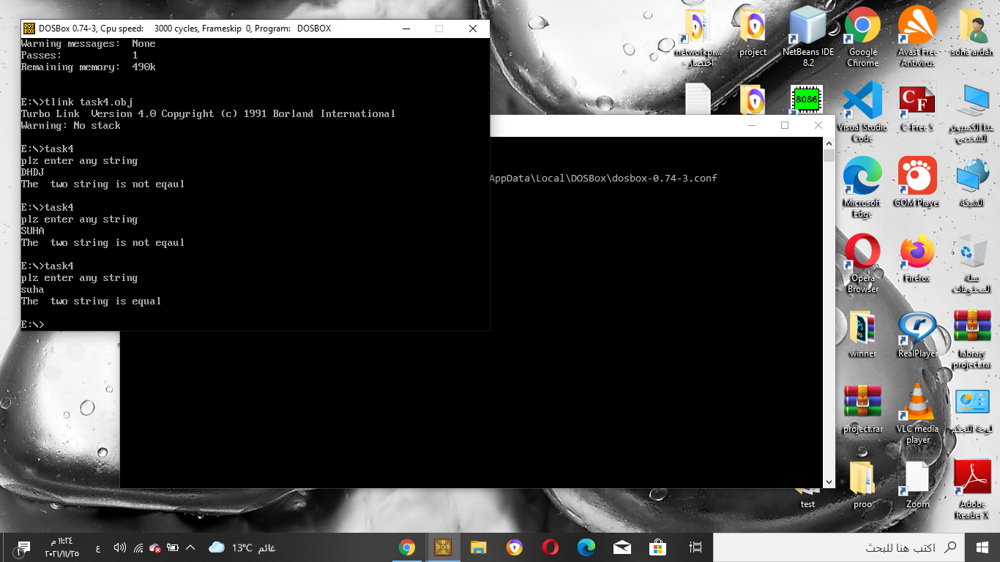 DOSBox 0.74-3, Cpu speed: 3000 cycles, Frameskip 0, Program: DOSBOX
Warning messages: None
Passes: 1
Remaining memory: 490k
E:\>tlink task4.obj
Turbo Link Version 4.0 Copyright (c) 1991 Borland International
Warning: No stack
E:\>task4
plz enter any string
DHDJ
The two string is not eqaul
E:\>task4
plz enter any string
SUHA
The two string is not eqaul
E:\>task4
plz enter any string
suha
The two string is equal
E:\>
AppData\Local\DOSBox\dosbox-0.74-3.conf
networkpr...
اختصار -
project
NetBeans IDE
8.2
Google
Chrome
Avast Free
Antivirus
soha ardah
8086
Visual Studio
Code
C-Free 5
هذا الكمبيوتر
الشخصي
Microsoft
Edge
GOM Player
الشبكة
Opera
Browser
Firefox
سلة
المحذوفات
winner
RealPlayer
labrary
project.rar
project.rar
VLC media
player
لوحة التحكم
test
proo
Zoom
Adobe
Reader X
١١:٢٤ م
٢٠٢١/١١/٢٥
ع
13°C
غائم
اكتب هنا للبحث